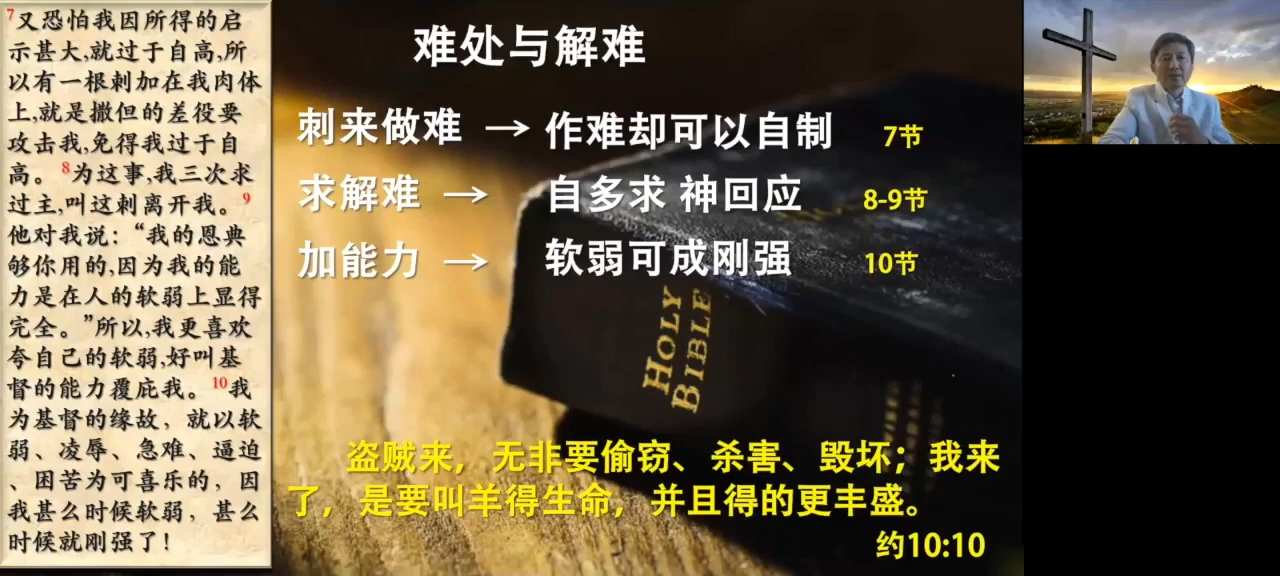 7又恐怕我因所得的启
示甚大,就过于自高,所
以有一根刺加在我肉体
上,就是撒但的差役要
攻击我,免得我过于自
高。8为这事,我三次求
过主,叫这刺离开我。9
他对我说：“我的恩典
够你用的,因为我的能
力是在人的软弱上显得
完全。”所以,我更喜欢
夸自己的软弱,好叫基
督的能力覆庇我。10我
为基督的缘故，就以软
弱、凌辱、急难、逼迫
、困苦为可喜乐的，因
我甚么时候软弱，甚么
时候就刚强了！
难处与解难
刺来做难 → 作难却可以自制 7节
求解难 → 自多求 神回应 8-9节
加能力 → 软弱可成刚强 10节
HOLY
BIBLE
盗贼来，无非要偷窃、杀害、毁坏；我来
了，是要叫羊得生命，并且得的更丰盛。
约10:10